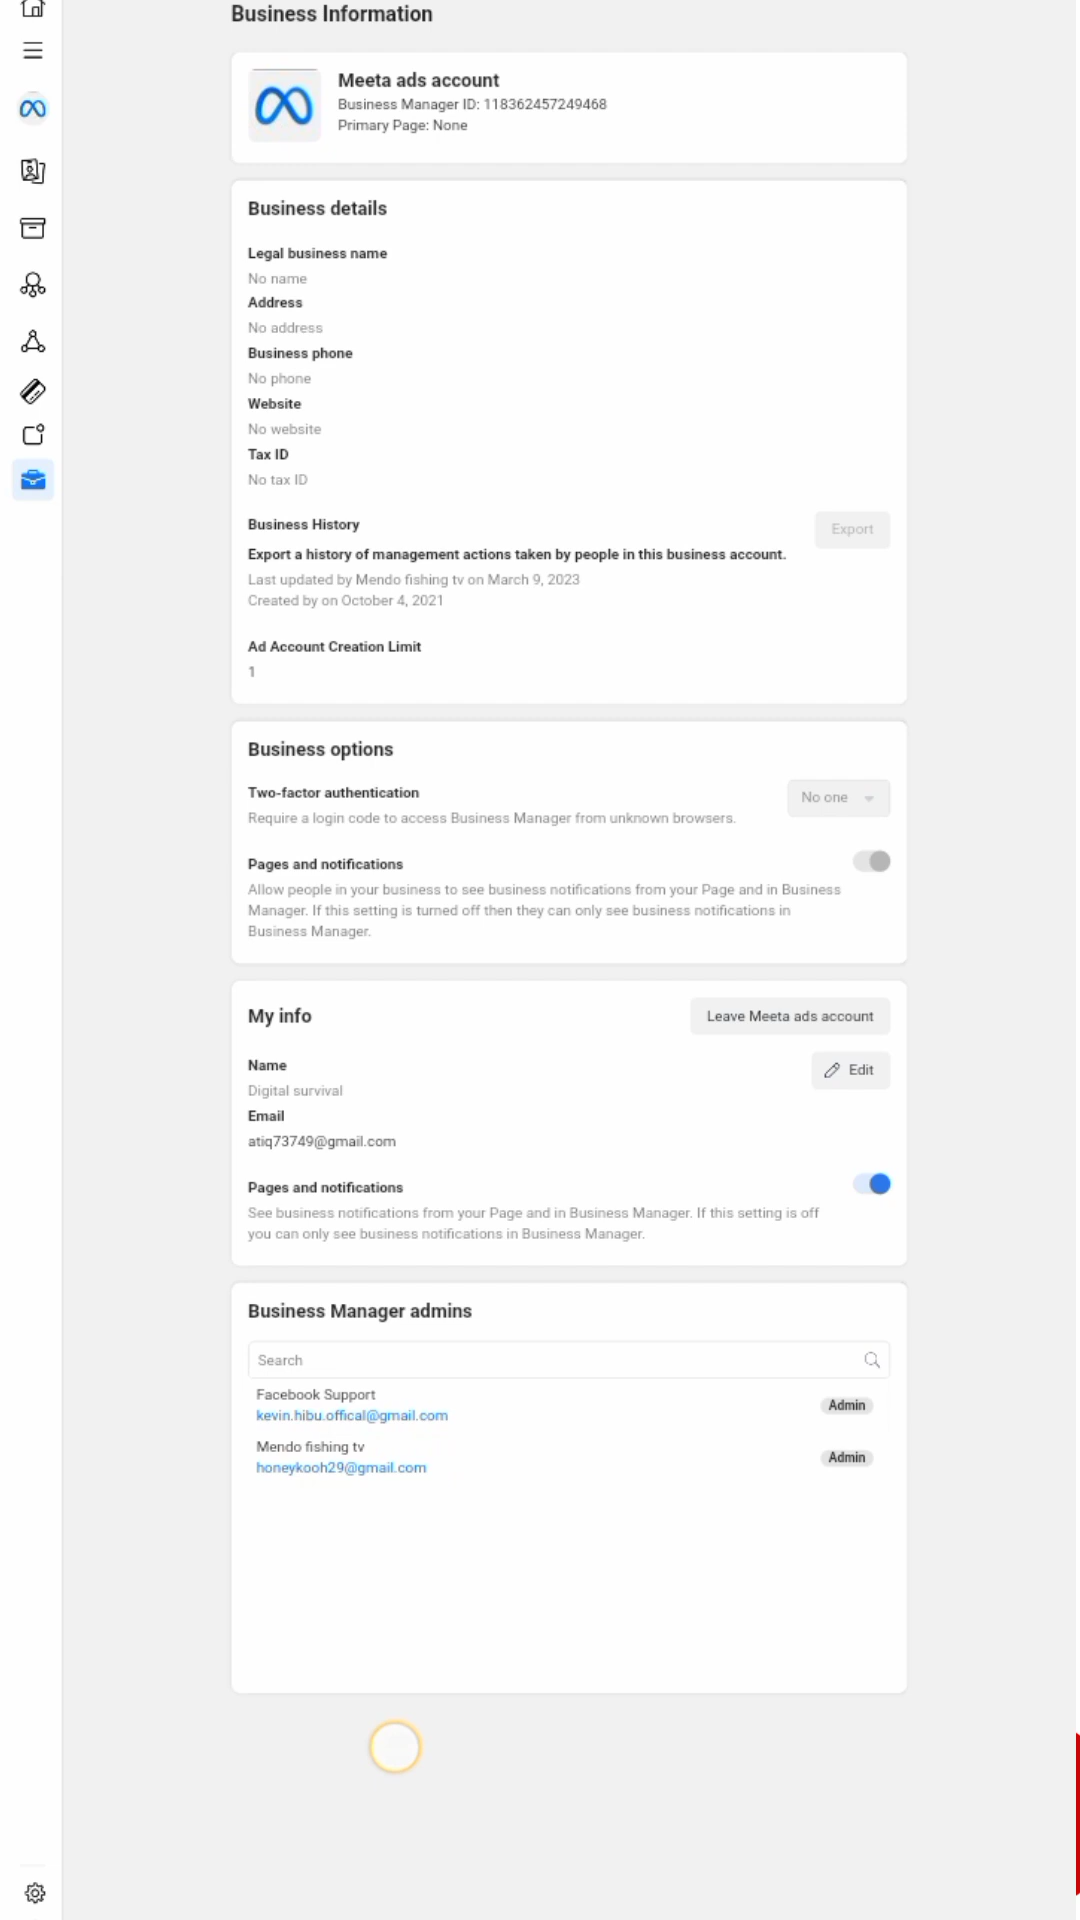 Business Information
Meeta ads account
Business Manager ID: 118362457249468
Primary Page: None
Business details
Legal business name
No name
Address
No address
Business phone
No phone
Website
No website
Tax ID
No tax ID
Business History
Export
Export a history of management actions taken by people in this business account.
Last updated by Mendo fishing tv on March 9, 2023
Created by on October 4, 2021
Ad Account Creation Limit
1
Business options
Two-factor authentication
No one
Require a login code to access Business Manager from unknown browsers.
Pages and notifications
Allow people in your business to see business notifications from your Page and in Business
Manager. If this setting is turned off then they can only see business notifications in
Business Manager.
My info
Leave Meeta ads account
Name
Edit
Digital survival
Email
atiq73749@gmail.com
Pages and notifications
See business notifications from your Page and in Business Manager. If this setting is off
you can only see business notifications in Business Manager.
Business Manager admins
Search
Facebook Support
kevin.hibu.offical@gmail.com
Admin
Mendo fishing tv
honeykooh29@gmail.com
Admin